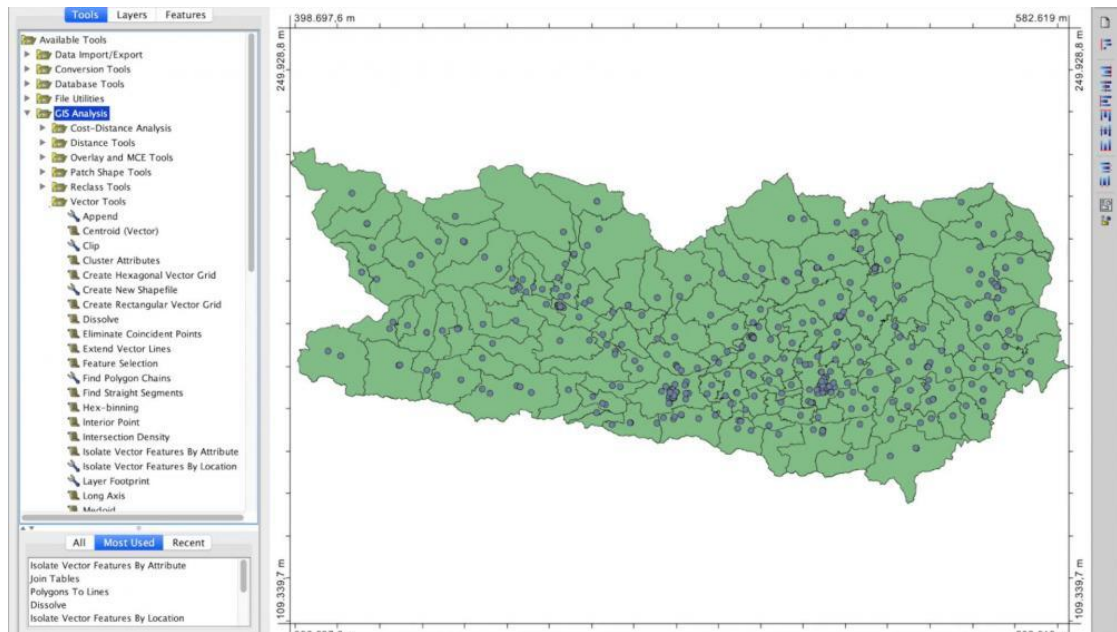 Tools Layers Features
Available Tools
Data Import/Export
Conversion Tools
Database Tools
File Utilities
GIS Analysis
Cost-Distance Analysis
Distance Tools
Overlay and MCE Tools
Patch Shape Tools
Reclass Tools
Vector Tools
Append
Centroid (Vector)
Clip
Cluster Attributes
Create Hexagonal Vector Grid
Create New Shapefile
Create Rectangular Vector Grid
Dissolve
Eliminate Coincident Points
Extend Vector Lines
Feature Selection
Find Polygon Chains
Find Straight Segments
Hex-binning
Interior Point
Intersection Density
Isolate Vector Features By Attribute
Isolate Vector Features By Location
Layer Footprint
Long Axis
Medoid
All Most Used Recent
Isolate Vector Features By Attribute
Join Tables
Polygons To Lines
Dissolve
Isolate Vector Features By Location
398.697,6 m
582.619 m
249.928,8 m
249.928,8 m
109.339,7 m
109.339,7 m